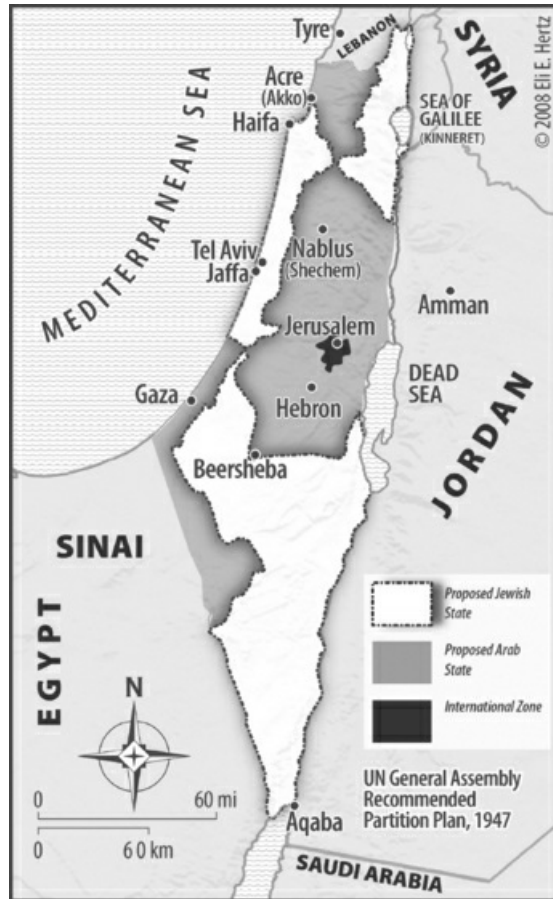 Tyre
LEBANON
SYRIA
© 2008 Eli E. Hertz
Acre
(Akko)
Haifa
SEA OF
GALILEE
(KINNERET)
MEDITERRANEAN SEA
Nablus
(Shechem)
Tel Aviv
Jaffa
Amman
Jerusalem
DEAD
SEA
Gaza
Hebron
JORDAN
Beersheba
SINAI
EGYPT
Proposed Jewish
State
Proposed Arab
State
International Zone
N
0 60 mi
0 60 km
UN General Assembly
Recommended
Partition Plan, 1947
Aqaba
SAUDI ARABIA